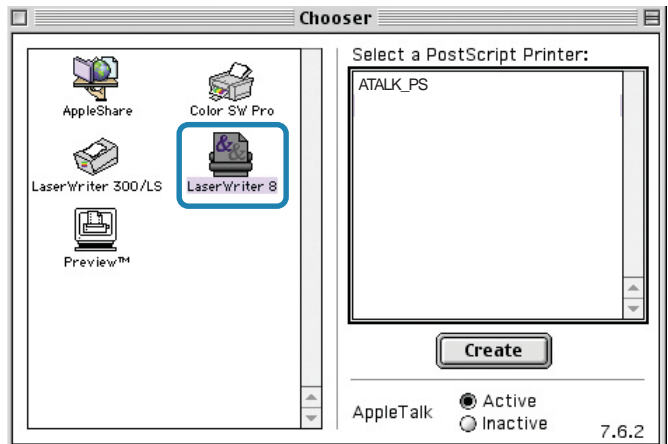 Chooser
AppleShare
Color SW Pro
LaserWriter 300/LS
LaserWriter 8
Preview™
Select a PostScript Printer:
ATALK_PS
Create
AppleTalk
Active
Inactive
7.6.2